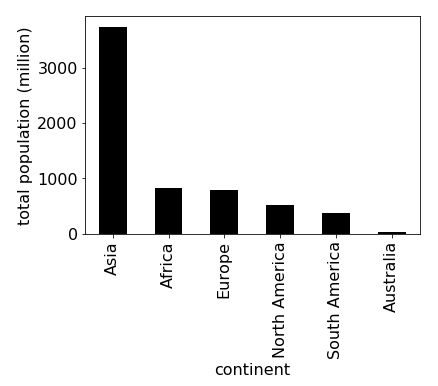 total population (million)
3000
2000
1000
0
Asia
Africa
Europe
North America
South America
Australia
continent